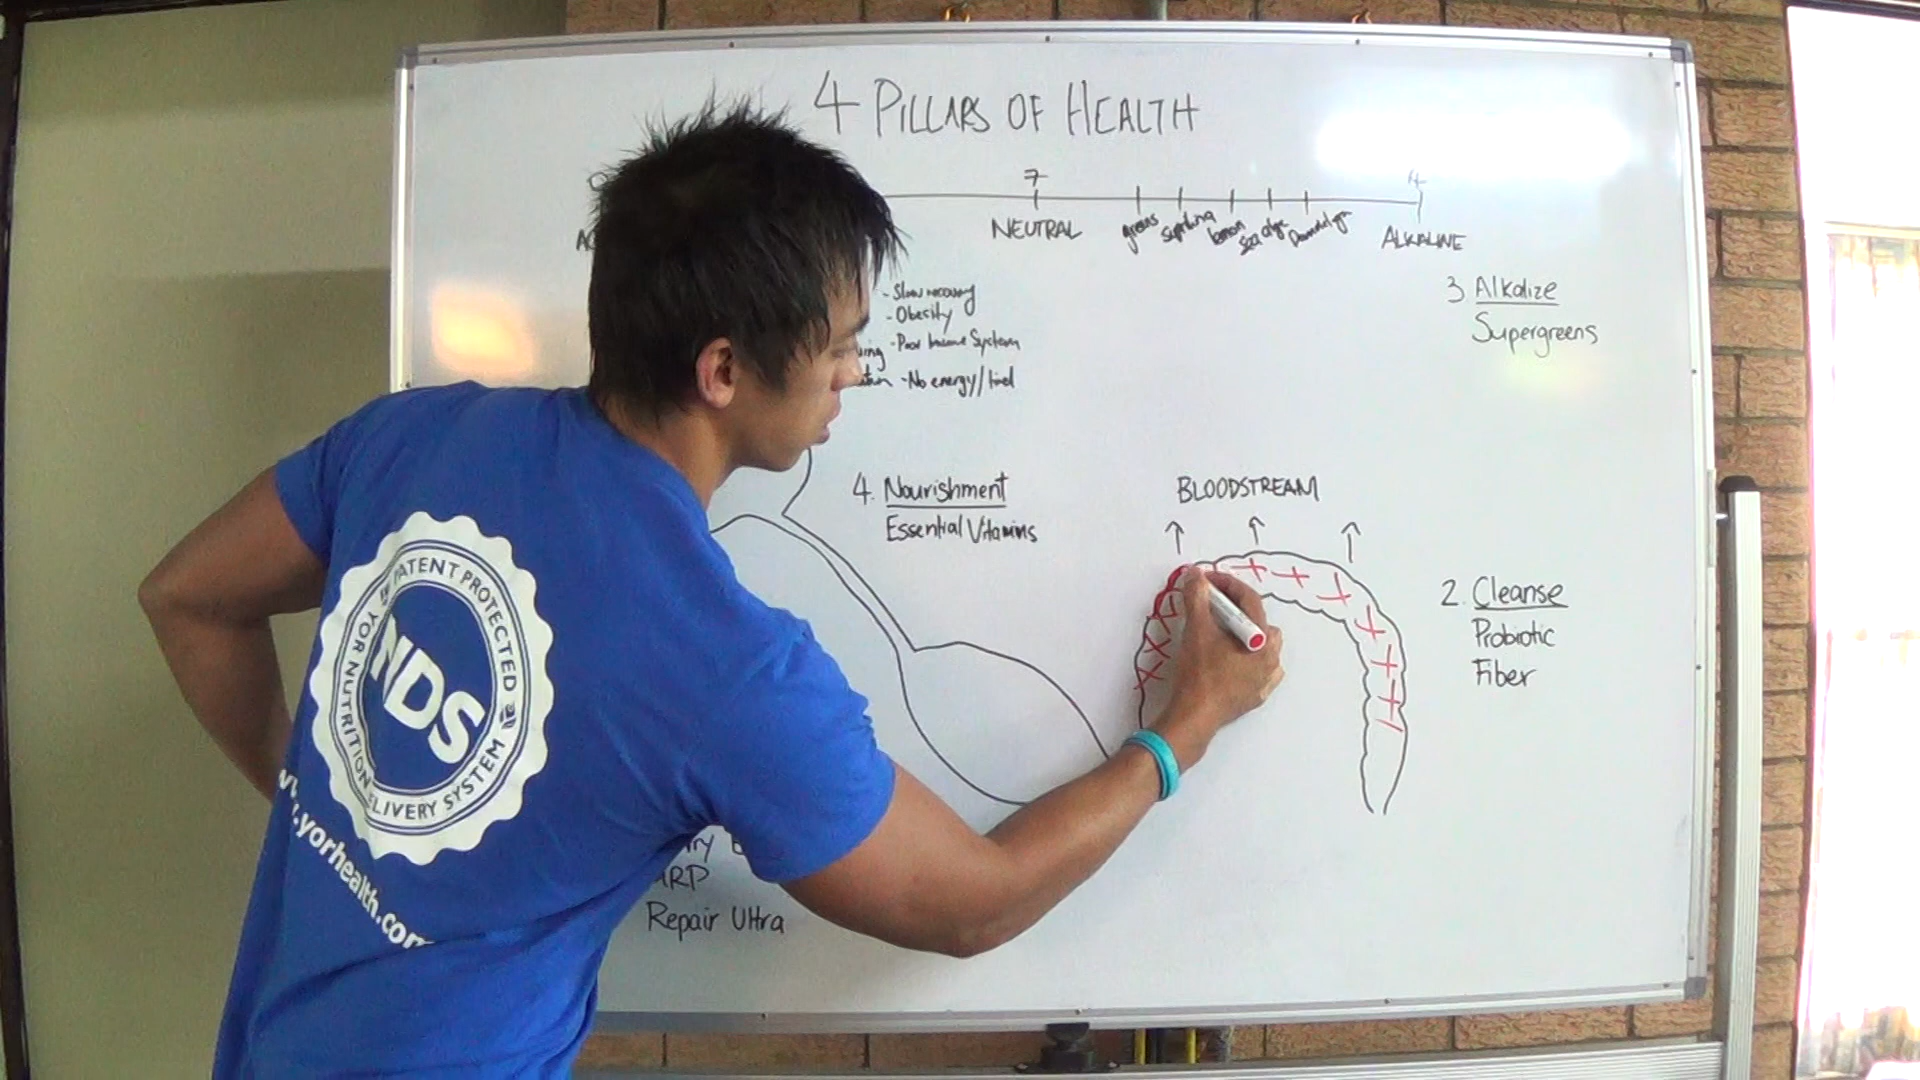 4 PILLARS OF HEALTH
7
NEUTRAL
greens
lemon
sea algae
ALKALINE
- Slow recovery
- Obesity
- Poor Immune System
- No energy/tired
3 Alkalize
Supergreens
4. Nourishment
Essential Vitamins
BLOODSTREAM
2. Cleanse
Probiotic
Fiber
Repair Ultra
PATENT PROTECTED
YOR NUTRITION DELIVERY SYSTEM
NDS
www.yorhealth.com